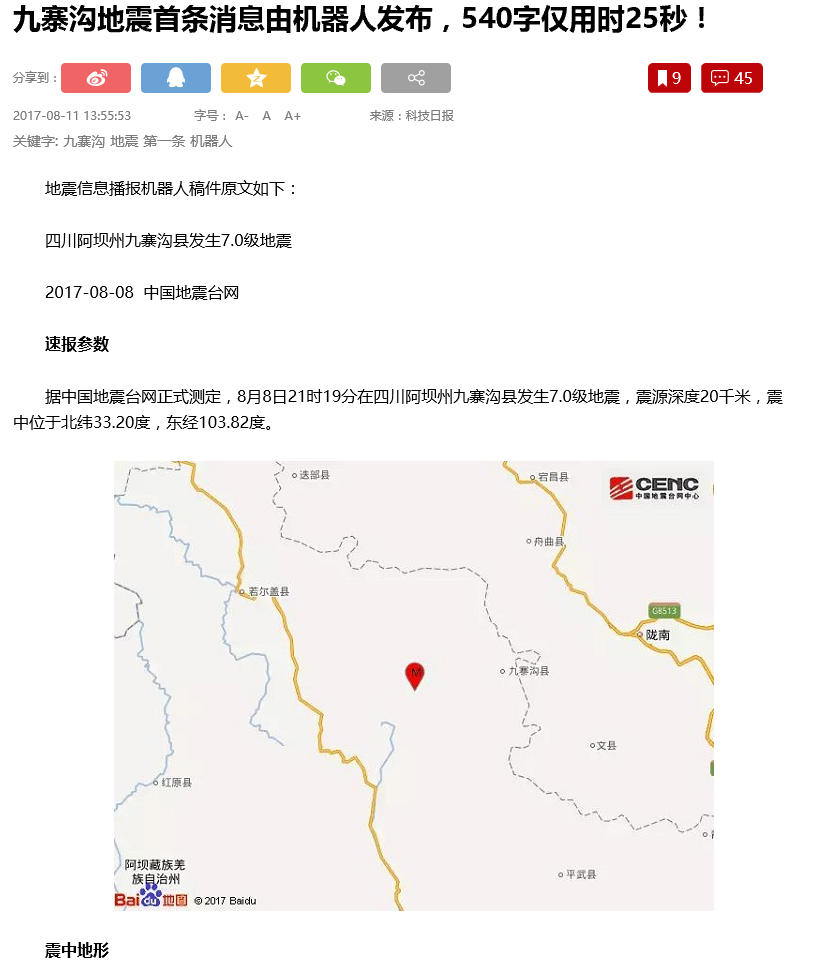 九寨沟地震首条消息由机器人发布，540字仅用时25秒！
分享到：
9
45
2017-08-11 13:55:53 字号： A- A A+ 来源：科技日报
关键字: 九寨沟 地震 第一条 机器人
地震信息播报机器人稿件原文如下：
四川阿坝州九寨沟县发生7.0级地震
2017-08-08 中国地震台网
速报参数
据中国地震台网正式测定，8月8日21时19分在四川阿坝州九寨沟县发生7.0级地震，震源深度20千米，震
中位于北纬33.20度，东经103.82度。
迭部县
宕昌县
CENC
中国地震台网中心
舟曲县
若尔盖县
G8513
陇南
M
九寨沟县
文县
红原县
阿坝藏族羌
族自治州
平武县
Bai du 地图 © 2017 Baidu
震中地形